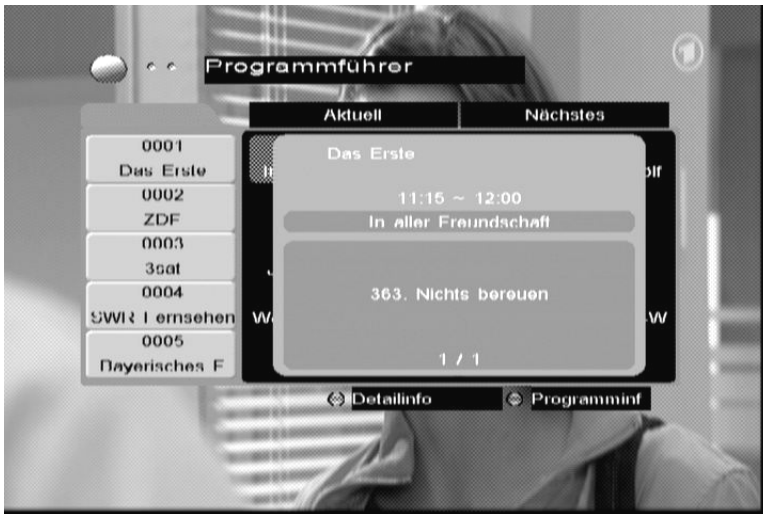 Programmführer
Aktuell
Nächstes
0001
Das Erste
0002
ZDF
0003
3sat
0004
SWR Fernsehen
0005
Bayerisches F
Das Erste
11:15 ~ 12:00
In aller Freundschaft
363. Nichts bereuen
1 / 1
Detailinfo
Programminf
1